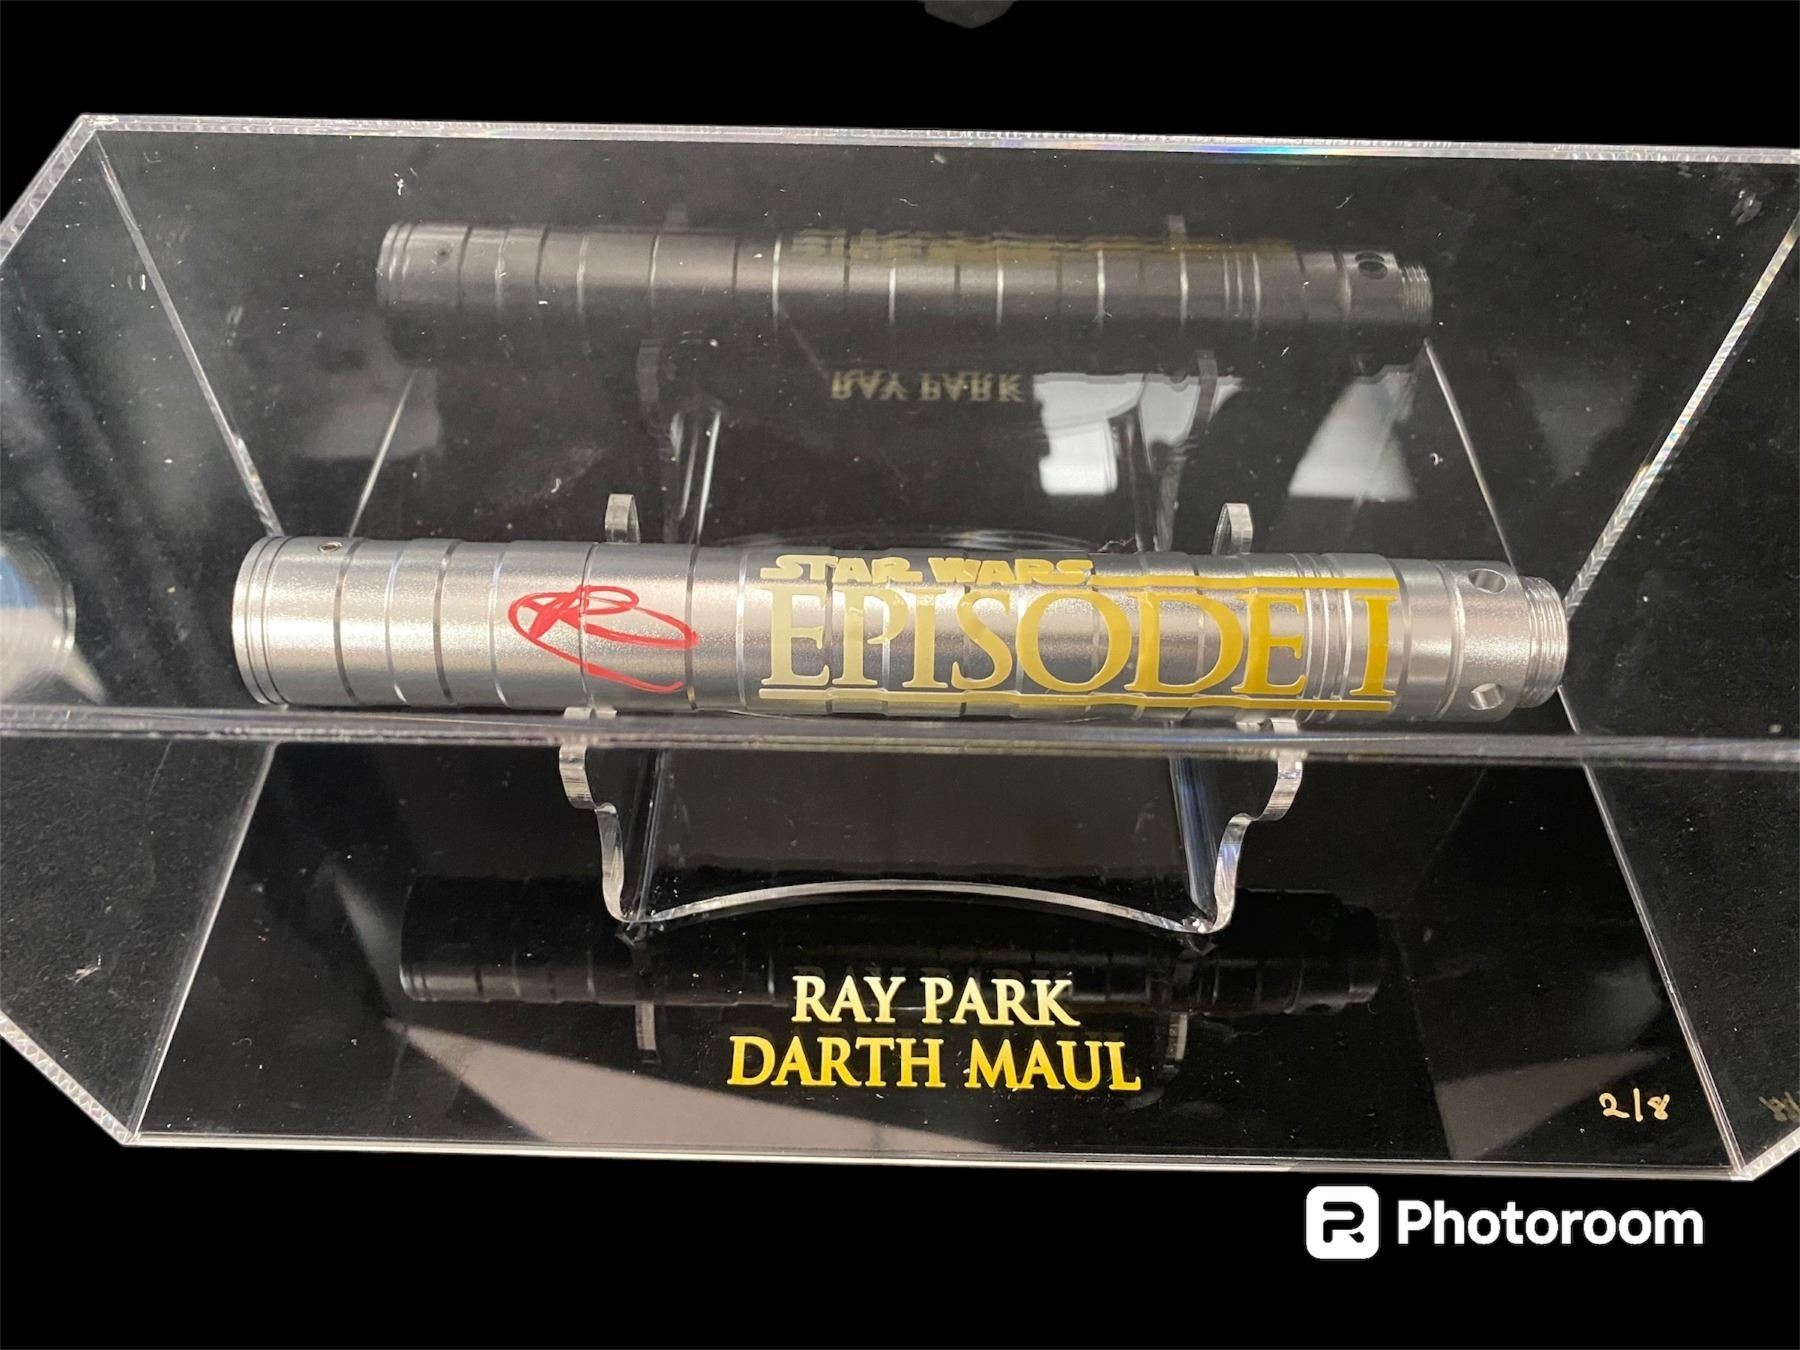 STAR WARS
EPISODE I
RAY PARK
DARTH MAUL
2/8
Photoroom